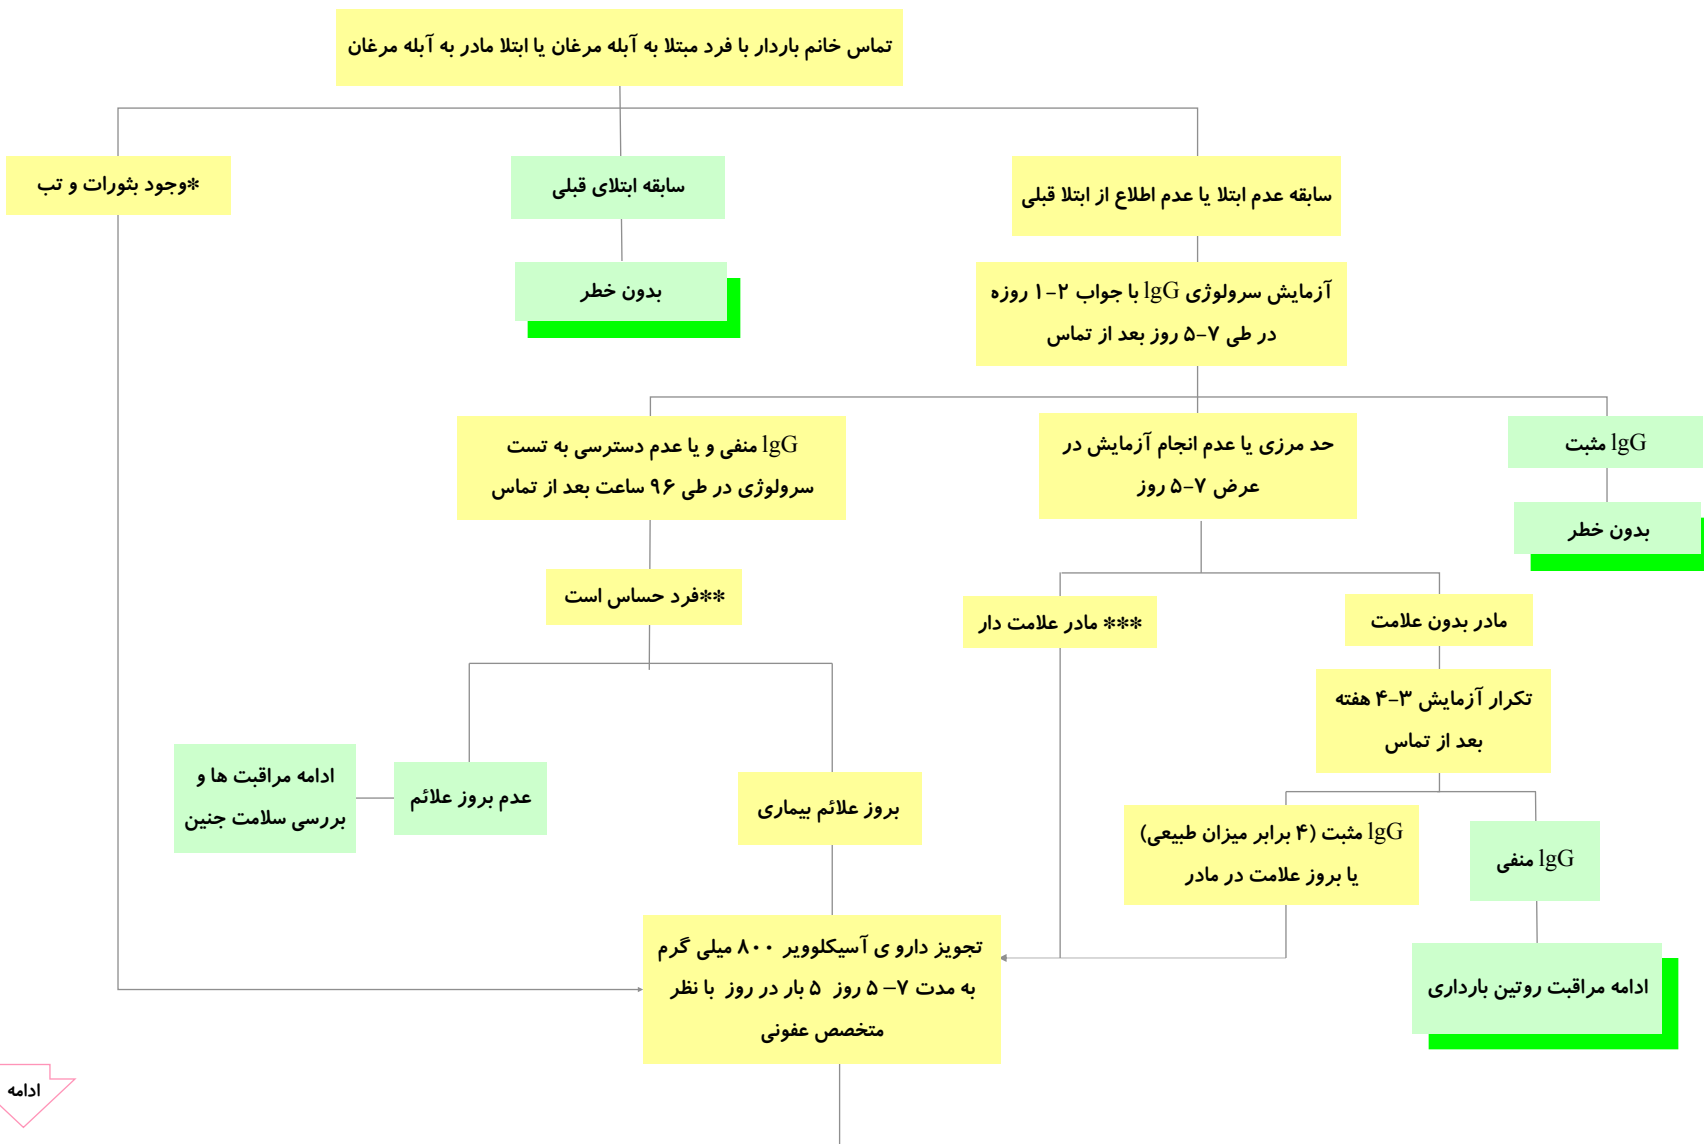 تماس خانم باردار با فرد مبتلا به آبله مرغان یا ابتلا مادر به آبله مرغان
سابقه عدم ابتلا یا عدم اطلاع از ابتلا قبلی
سابقه ابتلای قبلی
*وجود بثورات و تب
بدون خطر
آزمایش سرولوژی IgG با جواب ۲-۱ روزه
در طی ۷-۵ روز بعد از تماس
IgG مثبت
بدون خطر
حد مرزی یا عدم انجام آزمایش در
عرض ۷-۵ روز
IgG منفی و یا عدم دسترسی به تست
سرولوژی در طی ۹۶ ساعت بعد از تماس
**فرد حساس است
مادر بدون علامت
*** مادر علامت دار
تکرار آزمایش ۳-۴ هفته
بعد از تماس
بروز علائم بیماری
عدم بروز علائم
ادامه مراقبت ها و
بررسی سلامت جنین
IgG منفی
IgG مثبت (۴ برابر میزان طبیعی)
یا بروز علامت در مادر
ادامه مراقبت روتین بارداری
تجویز دارو ی آسیکلوویر ۸۰۰ میلی گرم
به مدت ۷– ۵ روز ۵ بار در روز با نظر
متخصص عفونی
ادامه